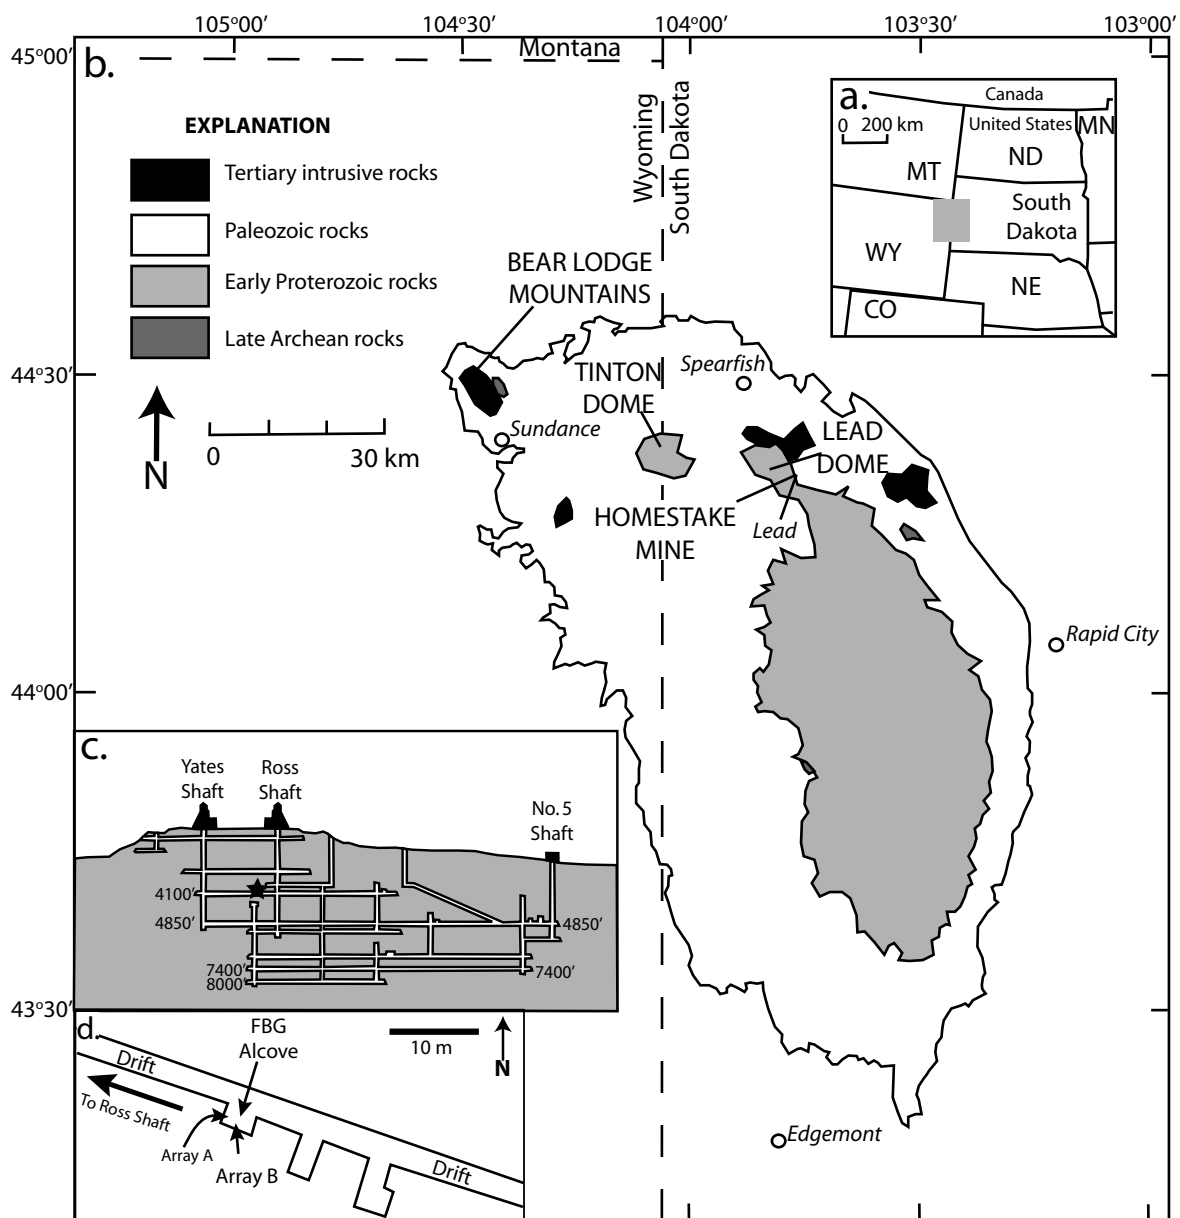 105°00' 104°30' 104°00' 103°30' 103°00'
45°00'
44°30'
44°00'
43°30'
b.
Montana
Wyoming
South Dakota
EXPLANATION
Tertiary intrusive rocks
Paleozoic rocks
Early Proterozoic rocks
Late Archean rocks
N
0 30 km
a.
0 200 km
Canada
United States
MN
ND
MT
South
Dakota
WY
NE
CO
BEAR LODGE
MOUNTAINS
TINTON
DOME
Spearfish
Sundance
LEAD
DOME
HOMESTAKE
MINE
Lead
Rapid City
Edgemont
c.
Yates
Shaft
Ross
Shaft
No. 5
Shaft
4100'
4850'
4850'
7400'
8000'
7400'
d.
FBG
Alcove
10 m
N
Drift
To Ross Shaft
Array A
Array B
Drift